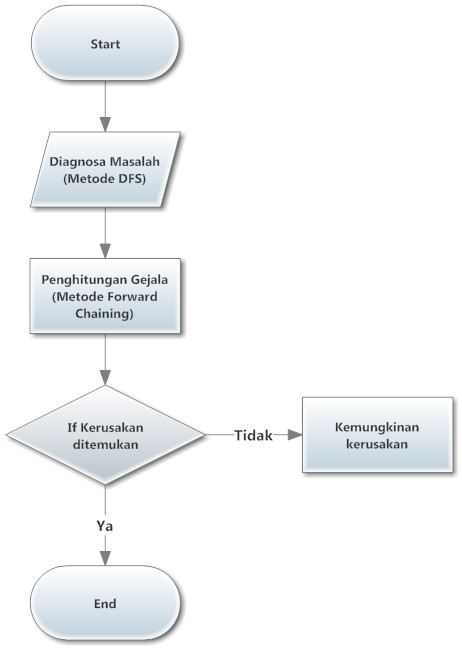 Start
Diagnosa Masalah
(Metode DFS)
Penghitungan Gejala
(Metode Forward
Chaining)
If Kerusakan
ditemukan
Tidak
Kemungkinan
kerusakan
Ya
End